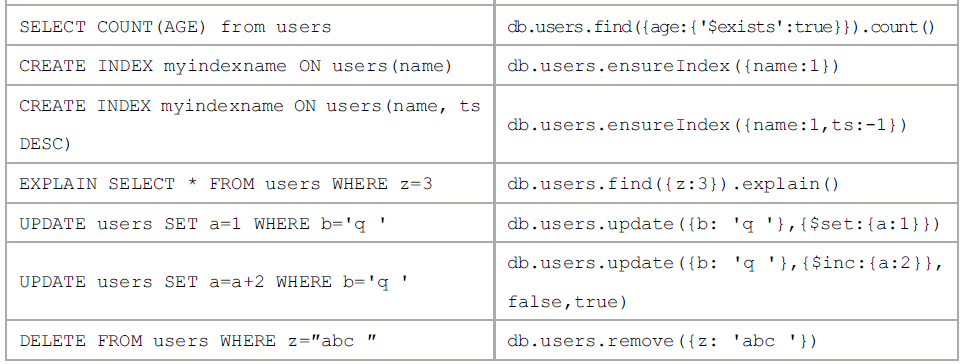 SELECT COUNT(AGE) from users
db.users.find({age:{'$exists':true}}).count()
CREATE INDEX myindexname ON users(name)
db.users.ensureIndex({name:1})
CREATE INDEX myindexname ON users(name, ts
DESC)
db.users.ensureIndex({name:1,ts:-1})
EXPLAIN SELECT * FROM users WHERE z=3
db.users.find({z:3}).explain()
UPDATE users SET a=1 WHERE b='q '
db.users.update({b: 'q '},{$set:{a:1}})
UPDATE users SET a=a+2 WHERE b='q '
db.users.update({b: 'q '},{$inc:{a:2}},
false,true)
DELETE FROM users WHERE z="abc "
db.users.remove({z: 'abc '})